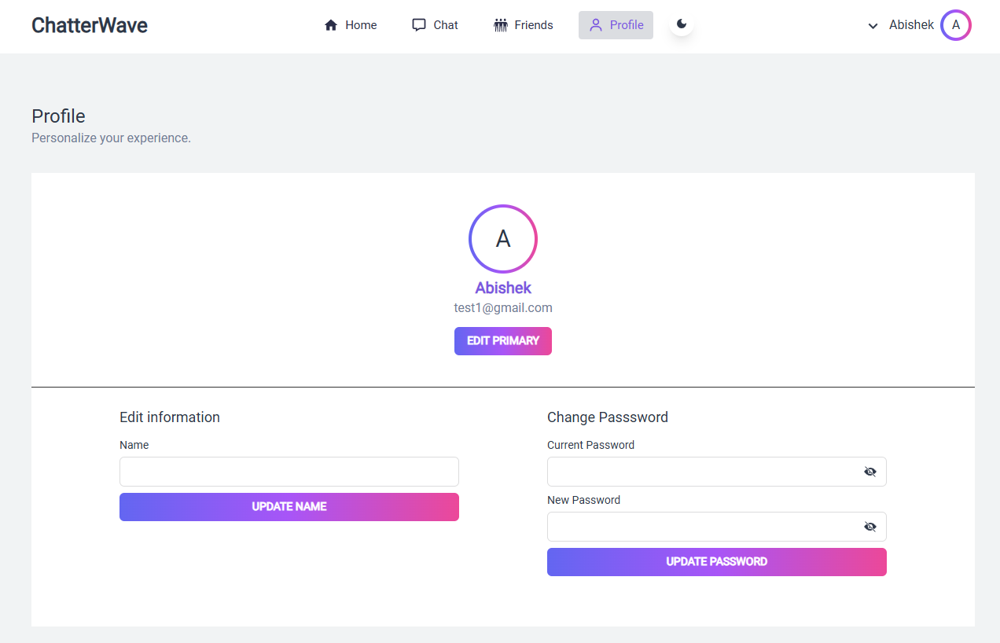 ChatterWave
Home
Chat
Friends
Profile
Abishek
A
Profile
Personalize your experience.
A
Abishek
test1@gmail.com
EDIT PRIMARY
Edit information
Name
UPDATE NAME
Change Passsword
Current Password
New Password
UPDATE PASSWORD